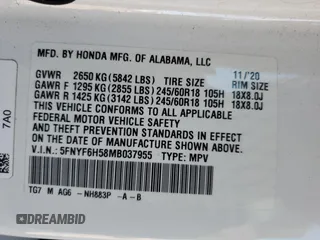 MFD. BY HONDA MFG. OF ALABAMA, LLC
GVWR 2650 KG (5842 LBS) TIRE SIZE 11/'20 RIM SIZE
GAWR F 1295 KG (2855 LBS) 245/60R18 105H 18X8.0J
GAWR R 1425 KG (3142 LBS) 245/60R18 105H 18X8.0J
THIS VEHICLE CONFORMS TO ALL APPLICABLE
FEDERAL MOTOR VEHICLE SAFETY AND
THEFT PREVENTION STANDARDS IN EFFECT ON
THE DATE OF MANUFACTURE SHOWN ABOVE.
V.I.N.: 5FNYF6H58MB037955 TYPE: MPV
TG7 M AG6 -NH883P -A-B
7A0
AUTOBIDMASTER